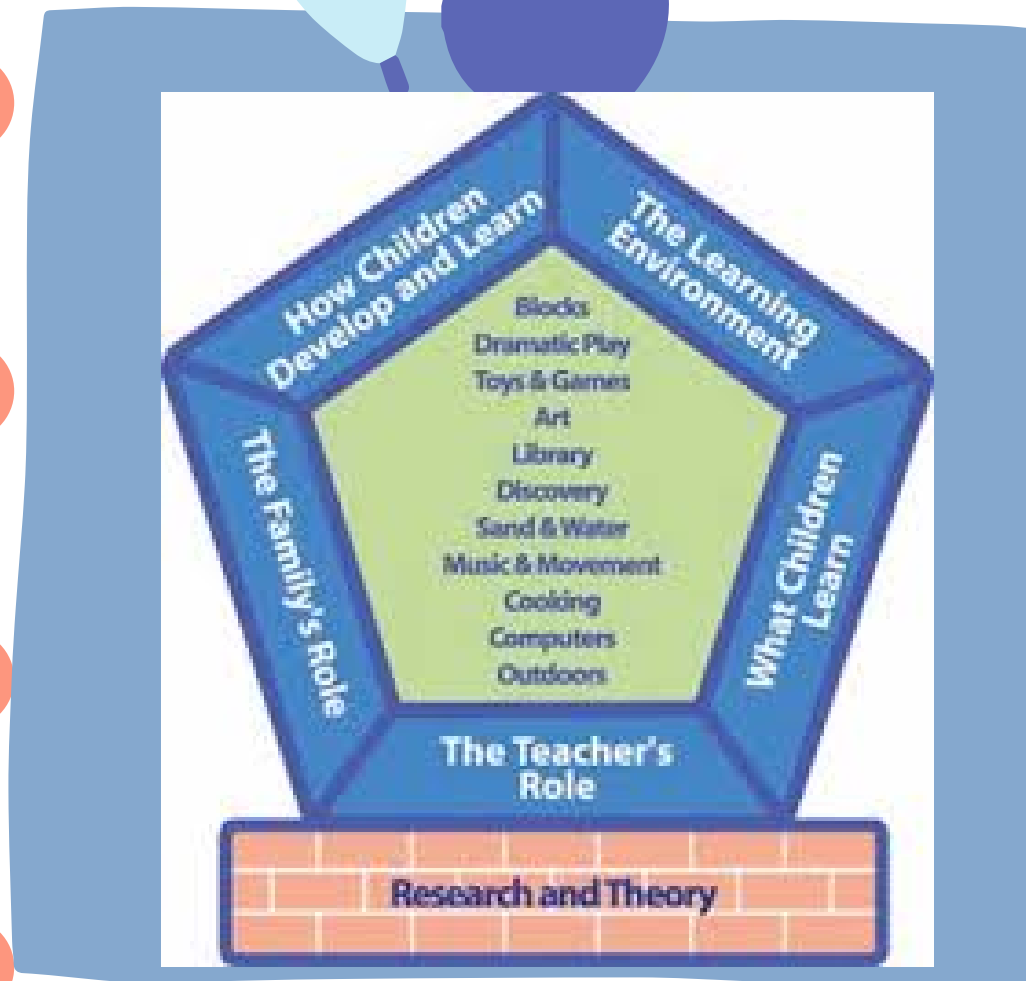 How Children
Develop and Learn
The Learning
Environment
Blocks
Dramatic Play
Toys & Games
Art
Library
Discovery
Sand & Water
Music & Movement
Cooking
Computers
Outdoors
The Family's Role
What Children
Learn
The Teacher's
Role
Research and Theory